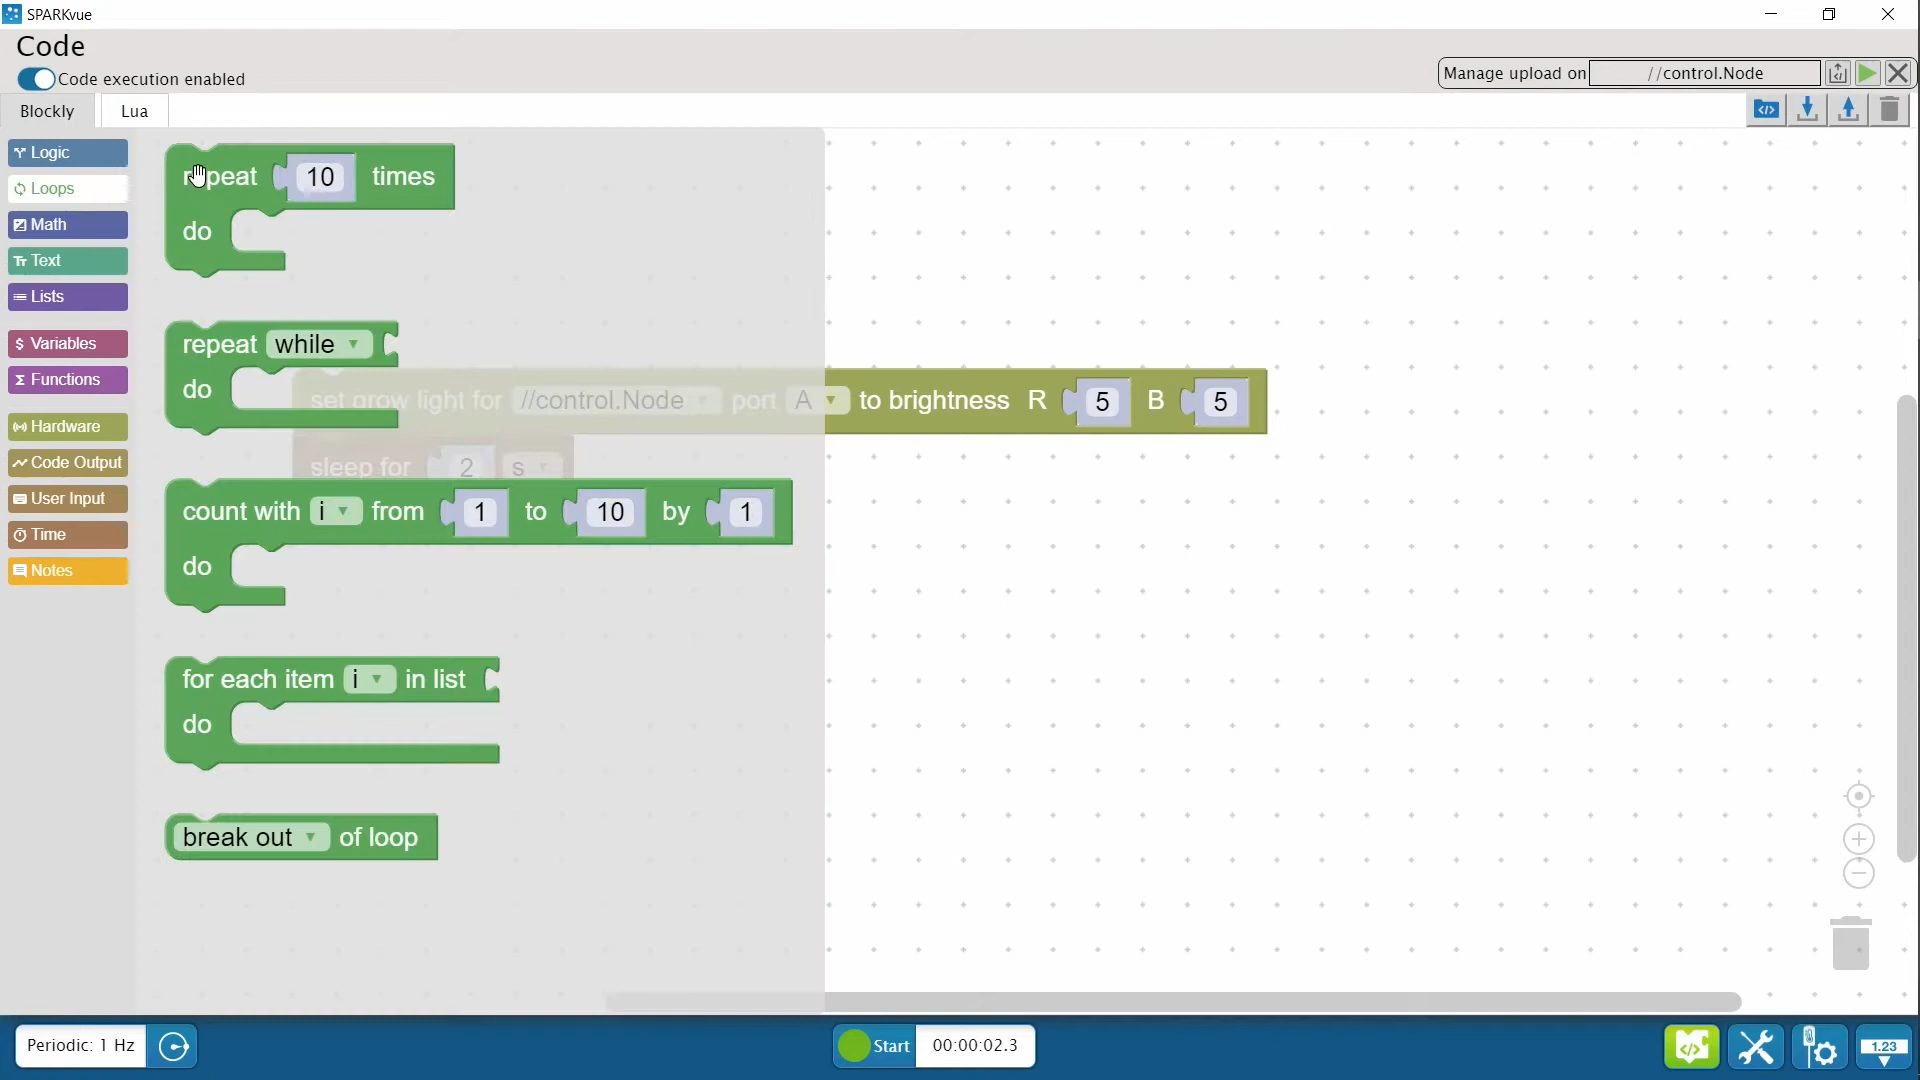 SPARKvue
Code
Code execution enabled
Manage upload on //control.Node
Blockly Lua
Logic
Loops
Math
Text
Lists
Variables
Functions
Hardware
Code Output
User Input
Time
Notes
repeat 10 times
do
repeat while
do
set grow light for //control.Node port A to brightness R 5 B 5
sleep for 2 s
count with i from 1 to 10 by 1
do
for each item i in list
do
break out of loop
Periodic: 1 Hz
Start 00:00:02.3
1.23